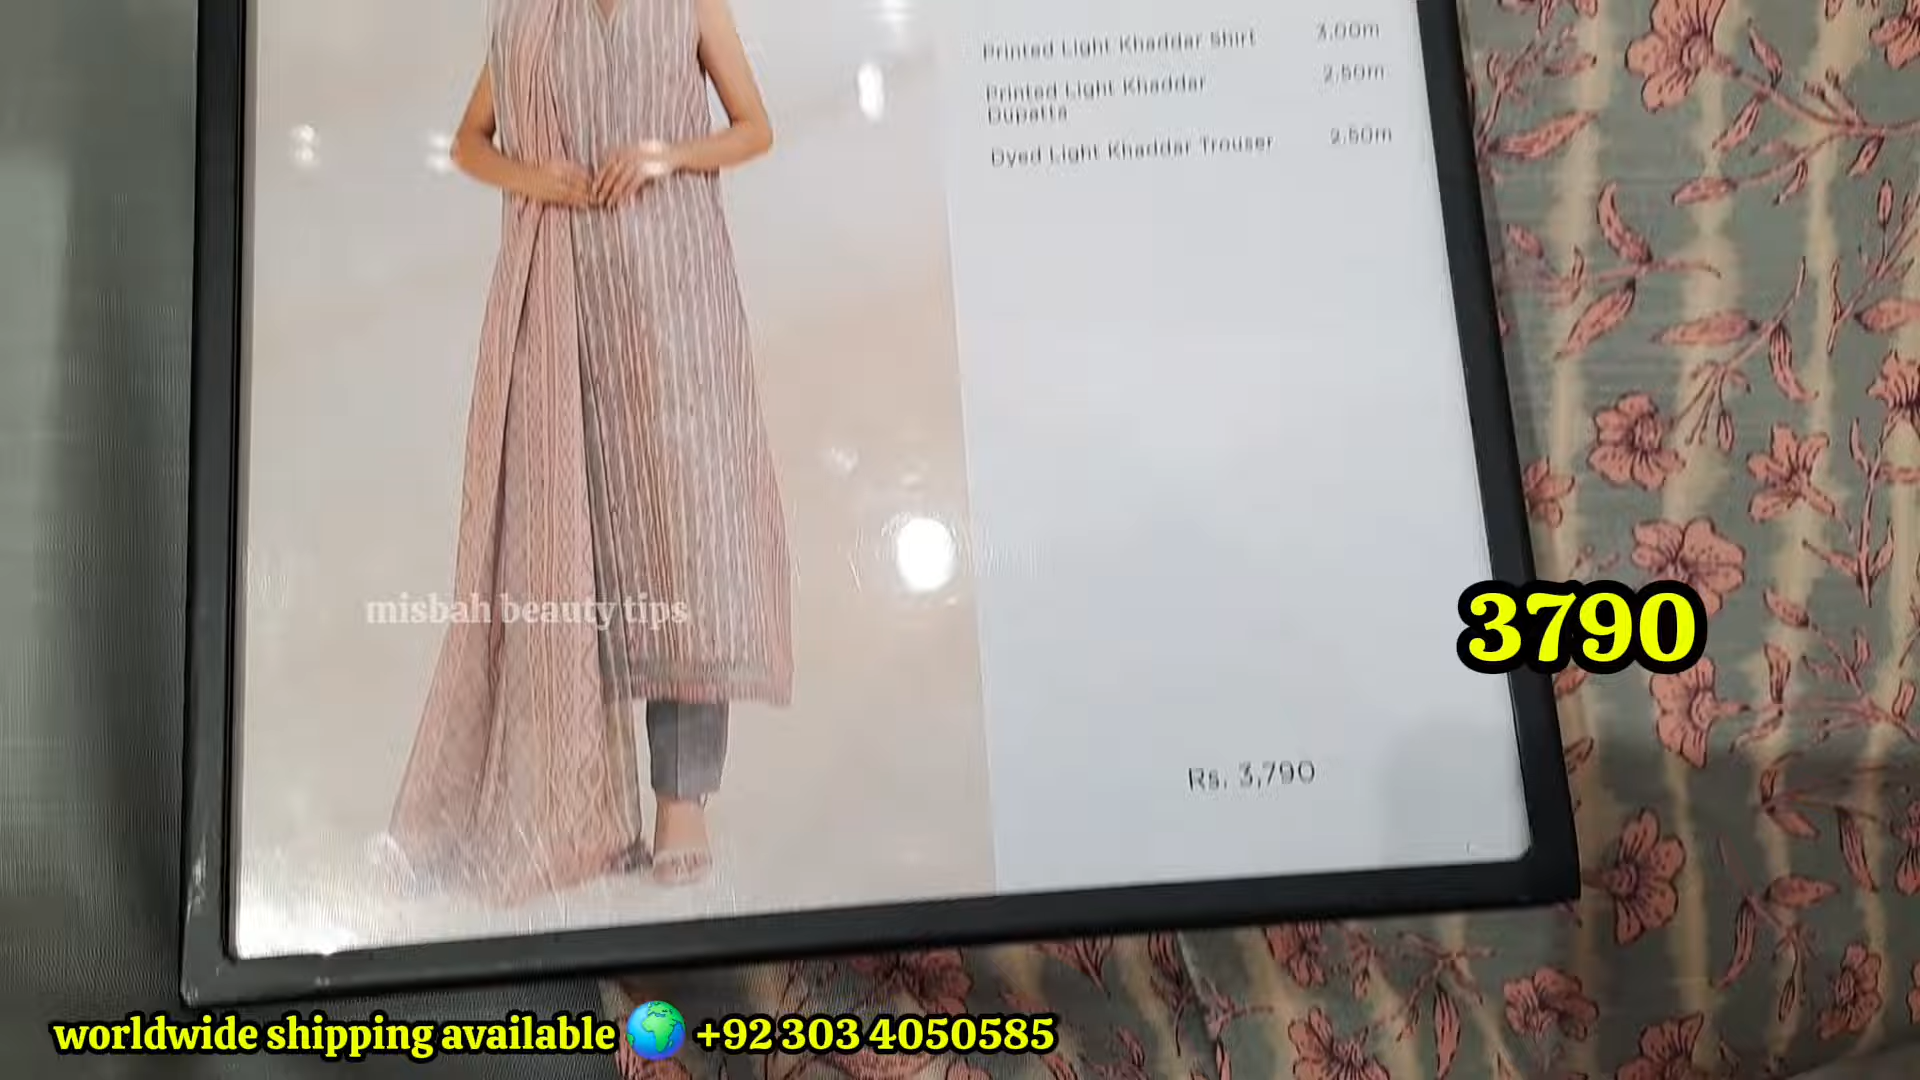 Printed Light Khaddar Shirt 3.00m
Printed Light Khaddar 2.50m
Dupatta
Dyed Light Khaddar Trouser 2.50m
misbah beauty tips
3790
Rs. 3,790
worldwide shipping available 🌍 +92 303 4050585